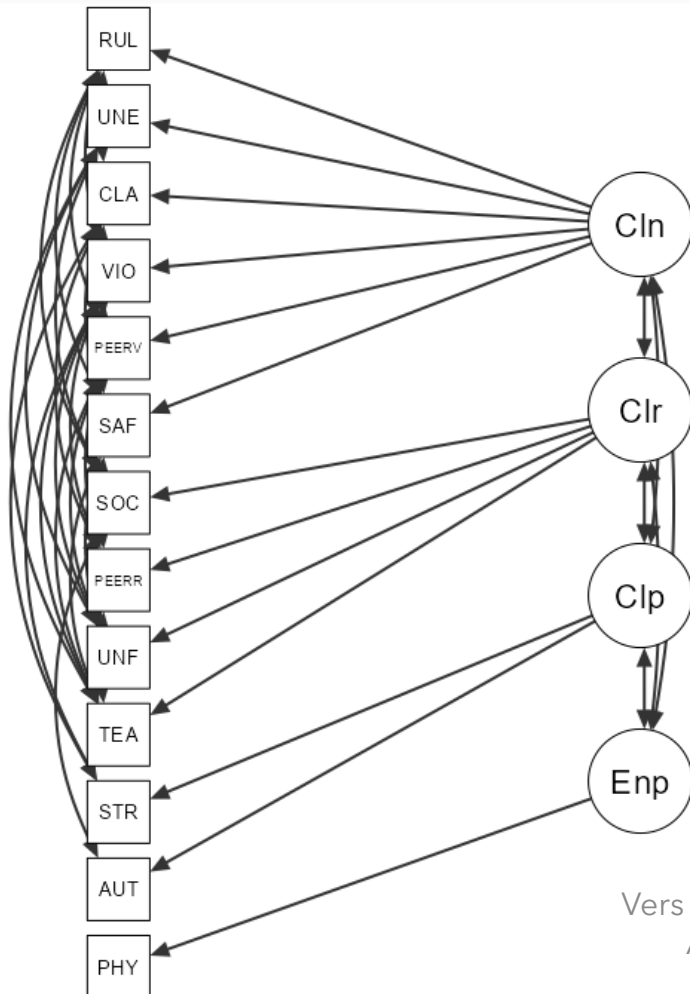 RUL
UNE
CLA
VIO
PEERV
SAF
SOC
PEERR
UNF
TEA
STR
AUT
PHY
Cln
Clr
Clp
Enp
Vers